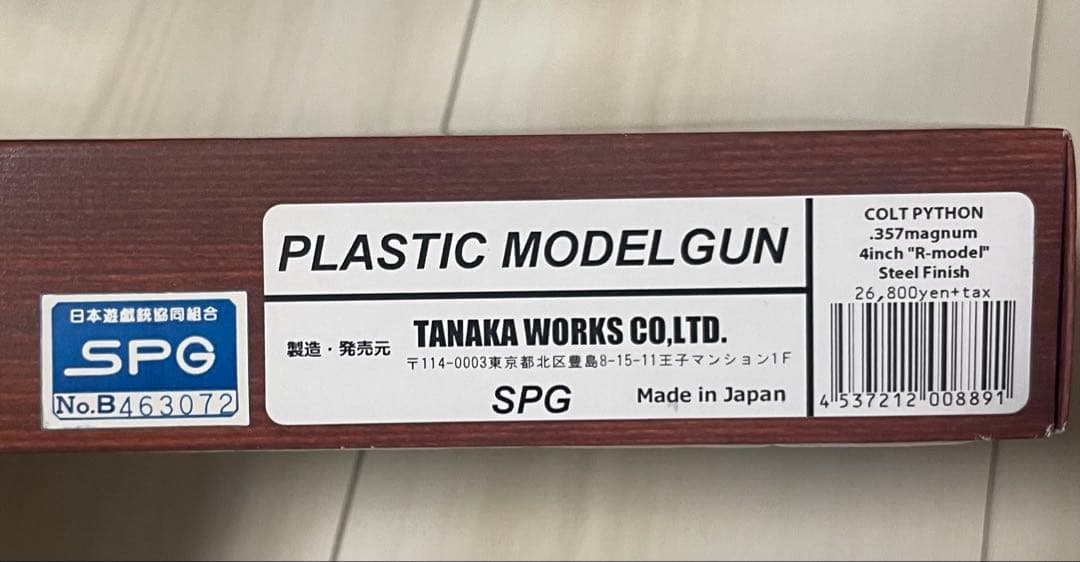 日本遊戯銃協同組合
SPG
No.B463072
PLASTIC MODELGUN
製造・発売元
TANAKA WORKS CO,LTD.
〒114-0003東京都北区豊島8-15-11王子マンション1F
SPG
Made in Japan
COLT PYTHON
.357magnum
4inch "R-model"
Steel Finish
26,800yen+tax
4537212008891